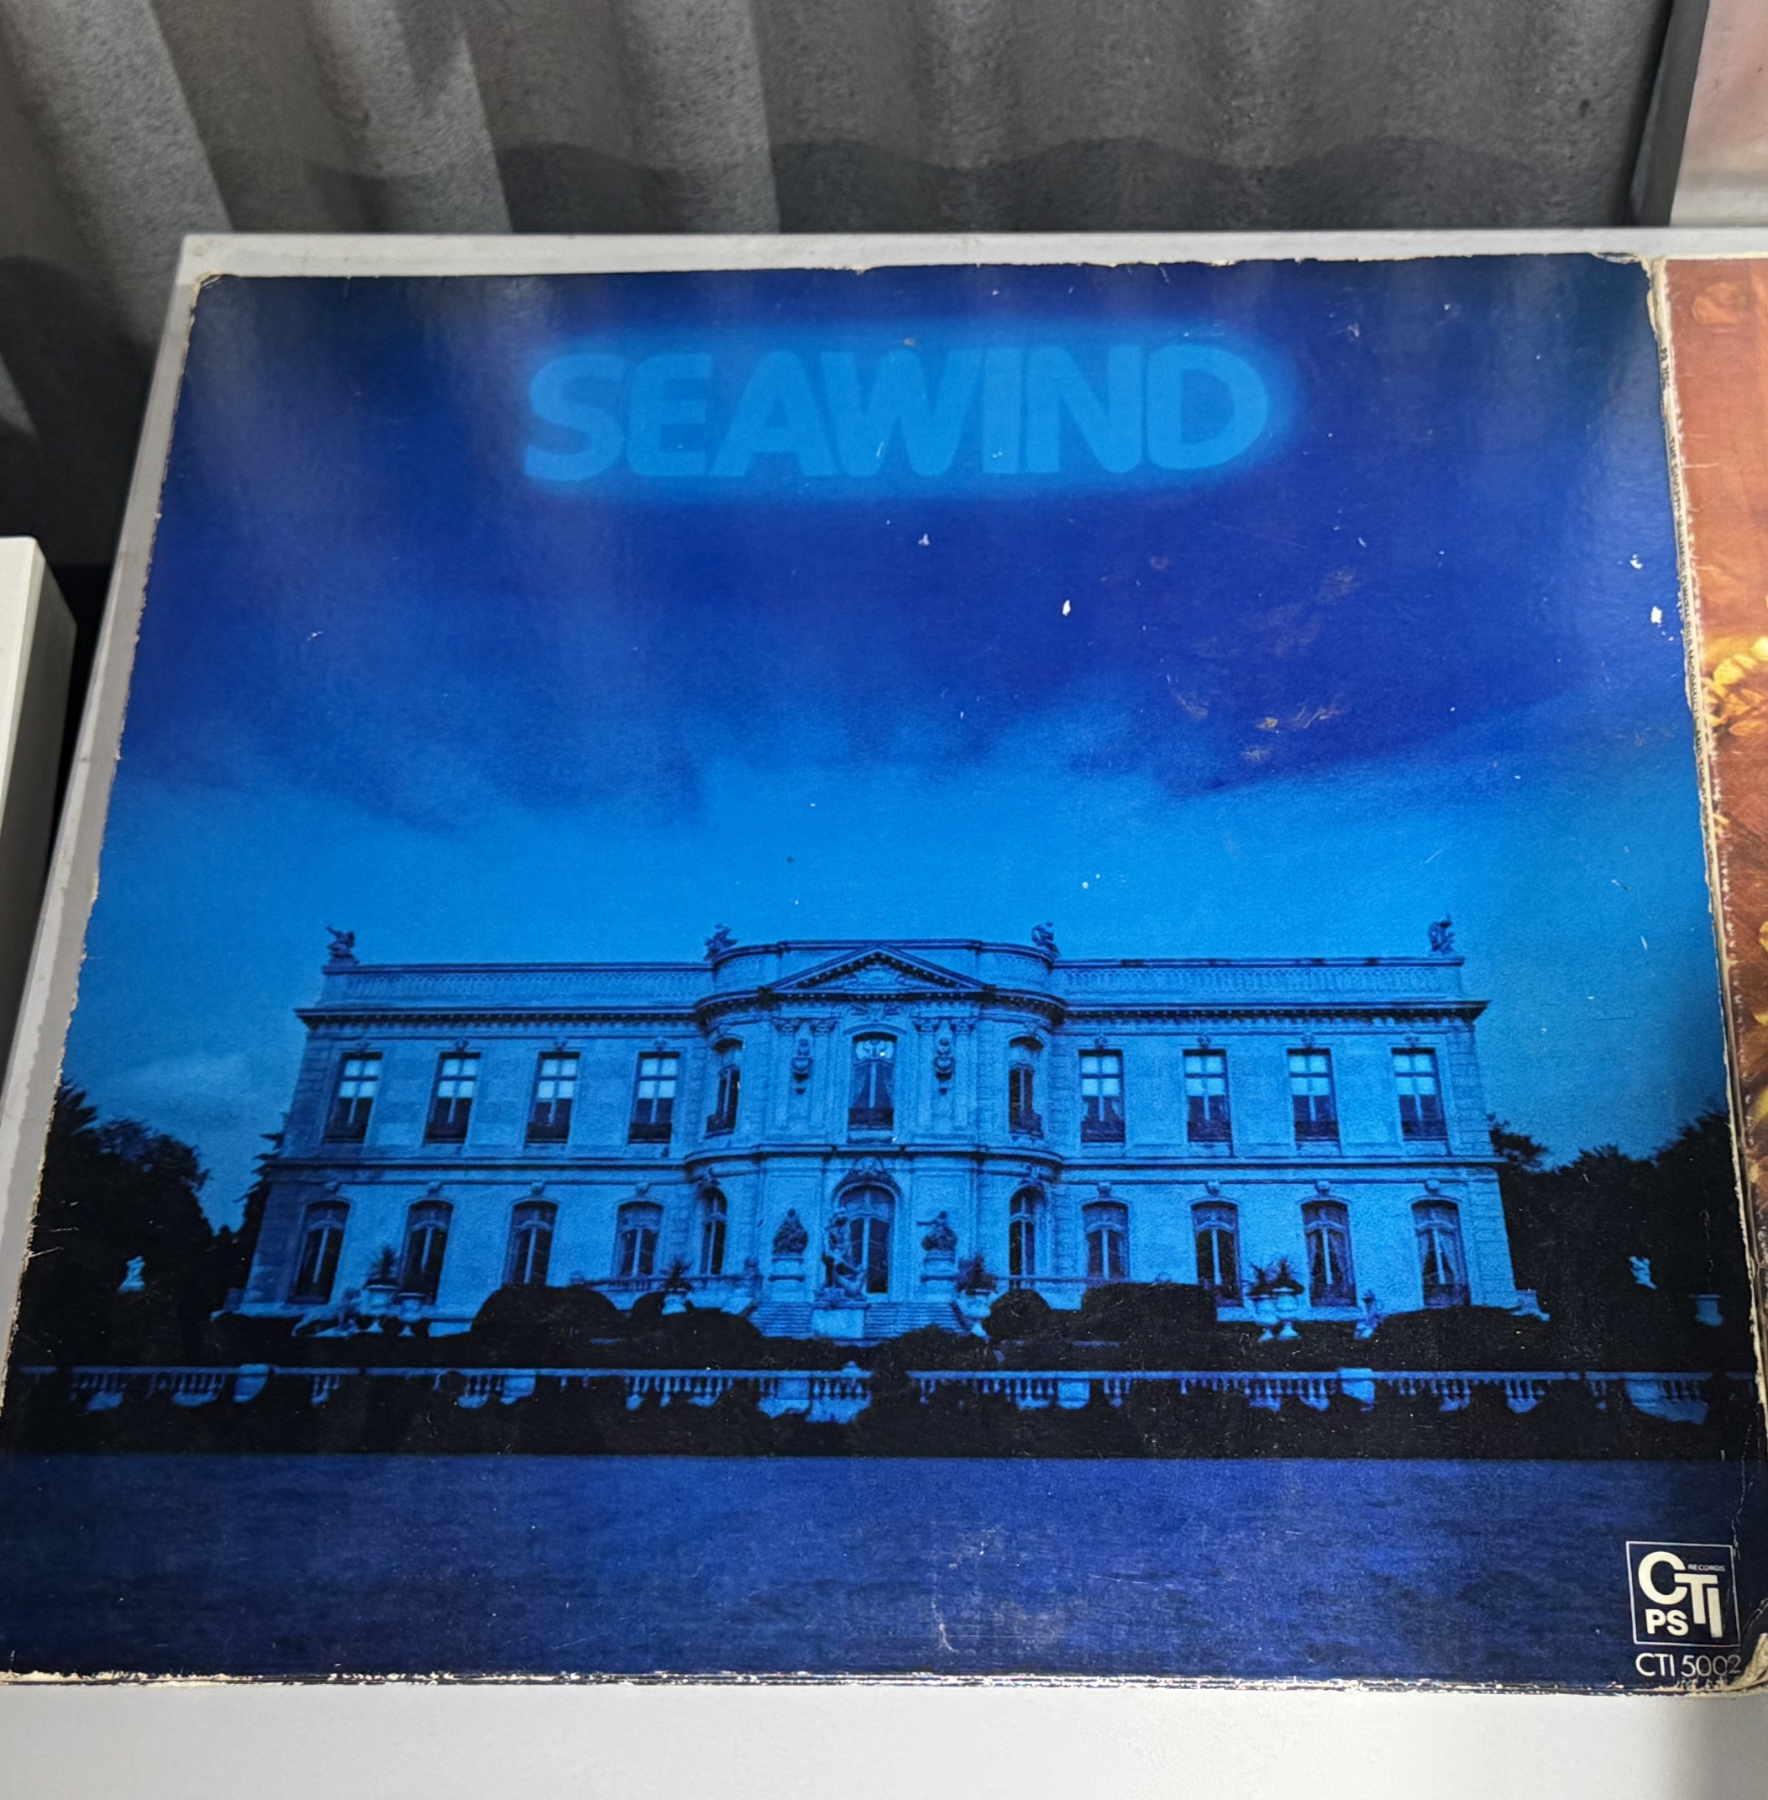 SEAWIND
CTI RECORDS
PS
CTI 5002